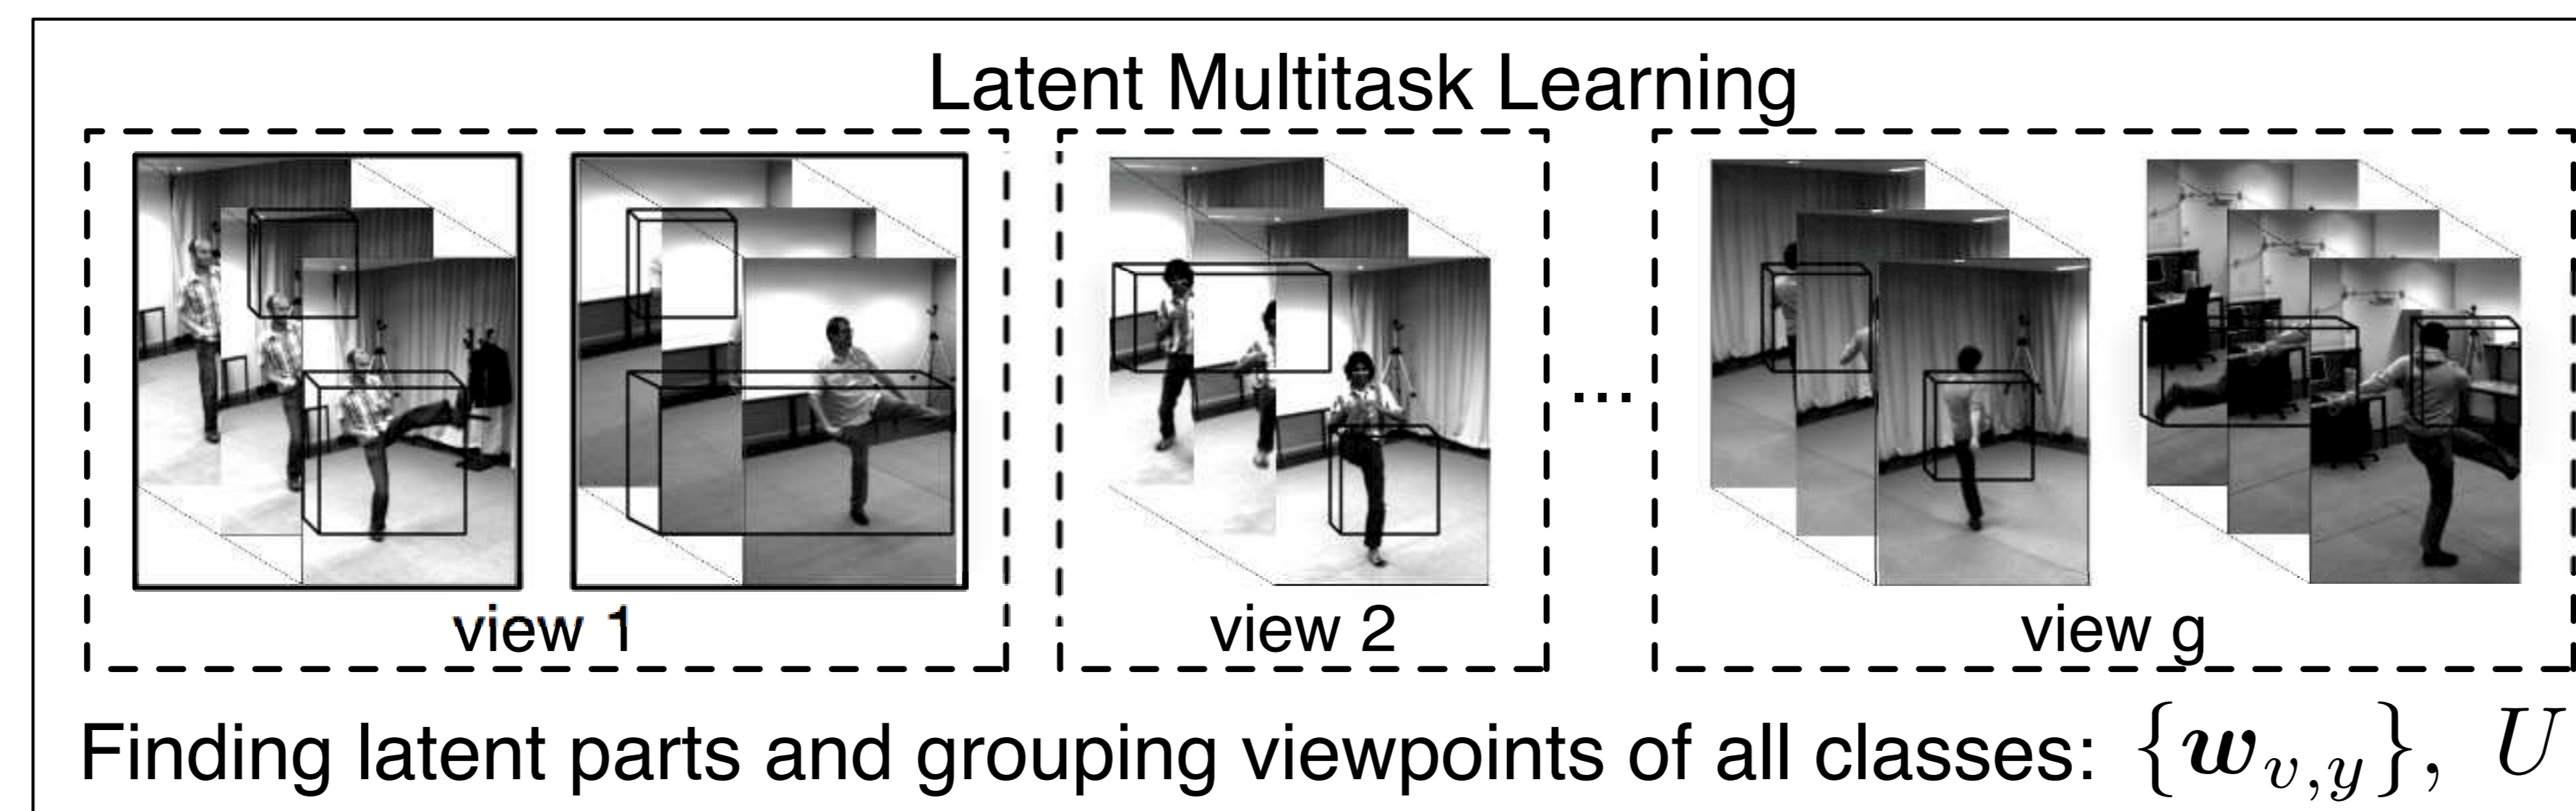 Latent Multitask Learning
...
view 1
view 2
view g
Finding latent parts and grouping viewpoints of all classes: {w_{v,y}}, U